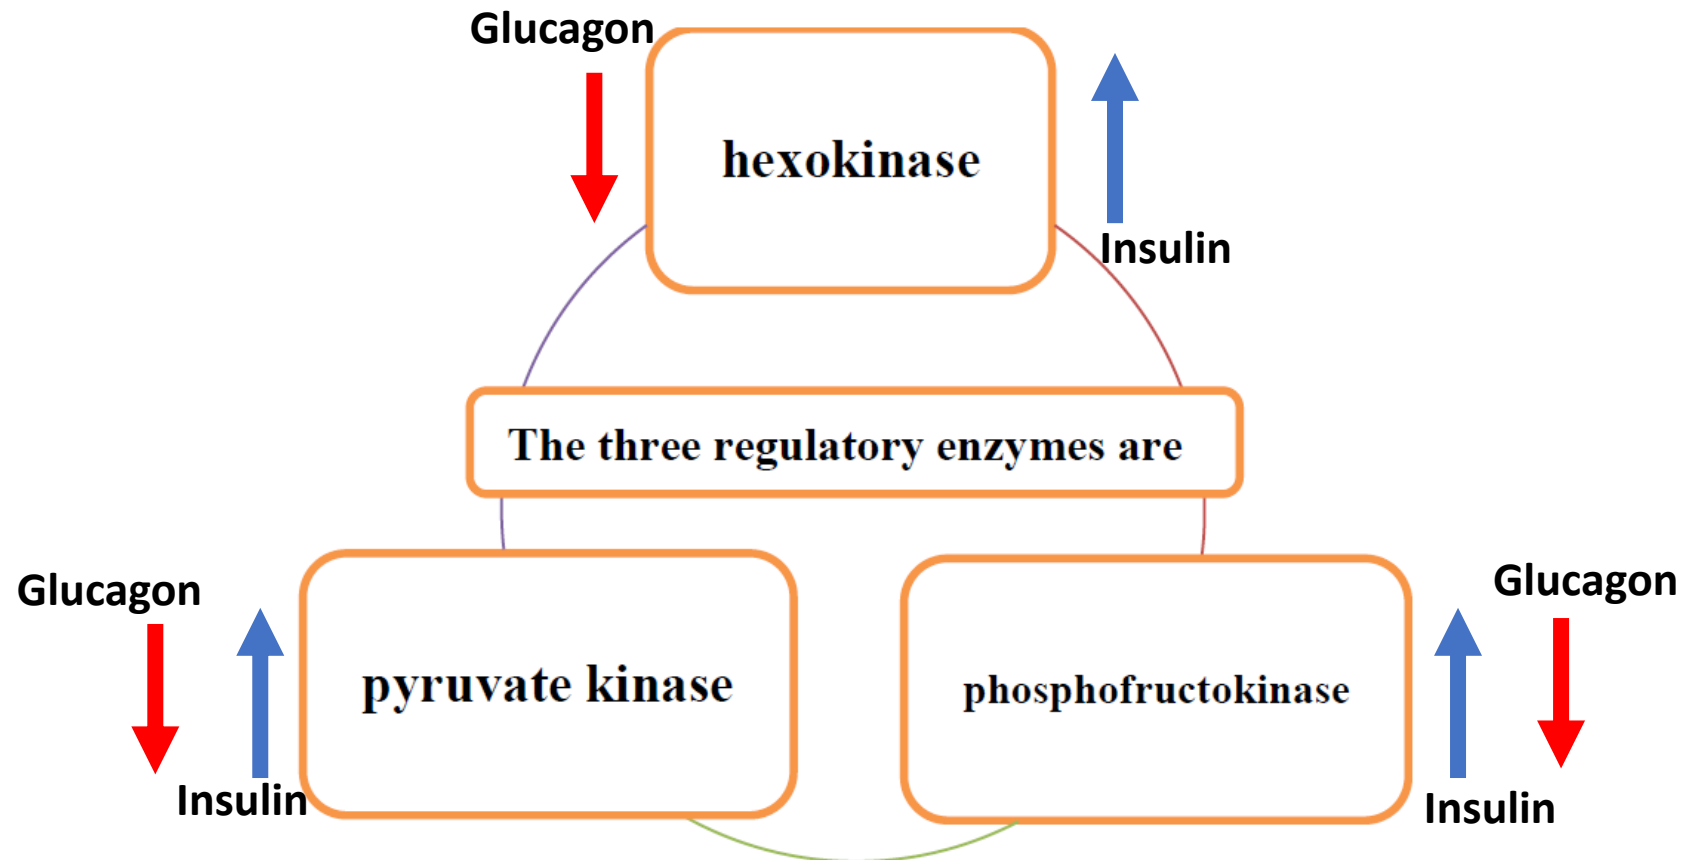 Glucagon
hexokinase
Insulin
The three regulatory enzymes are
Glucagon
Glucagon
pyruvate kinase
phosphofructokinase
Insulin
Insulin